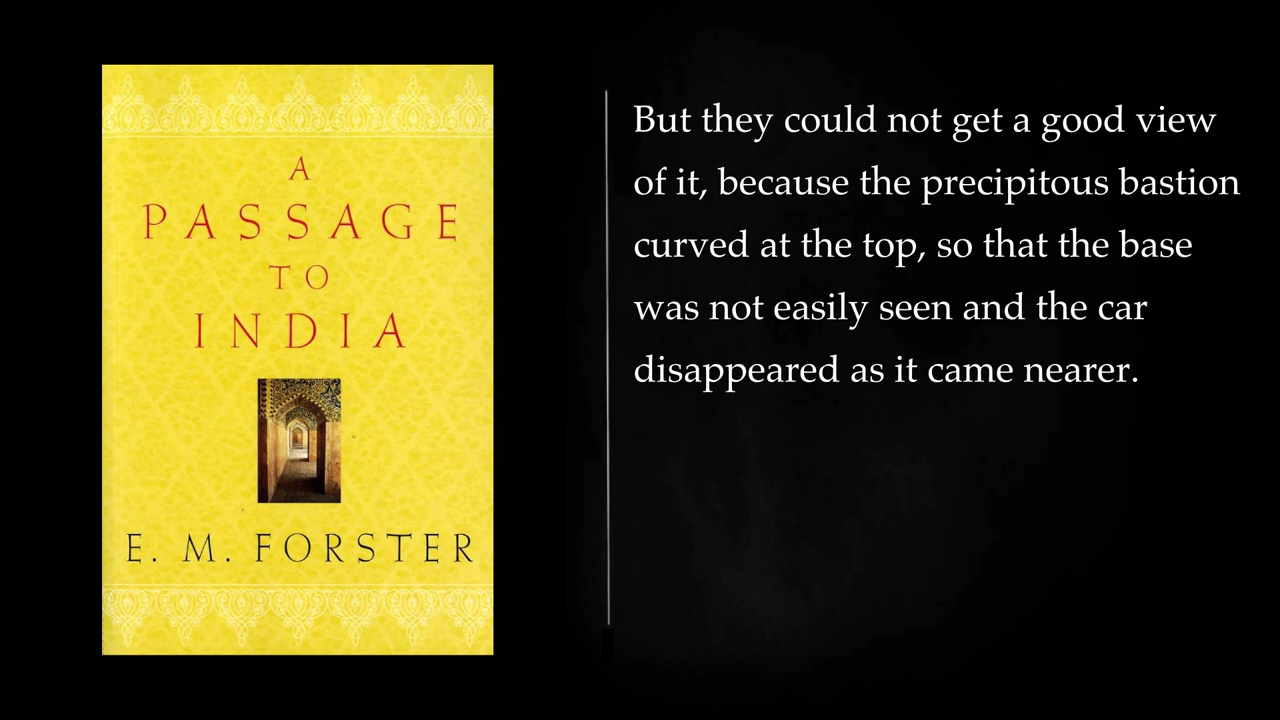 A
PASSAGE
TO
INDIA
E. M. FORSTER
But they could not get a good view
of it, because the precipitous bastion
curved at the top, so that the base
was not easily seen and the car
disappeared as it came nearer.